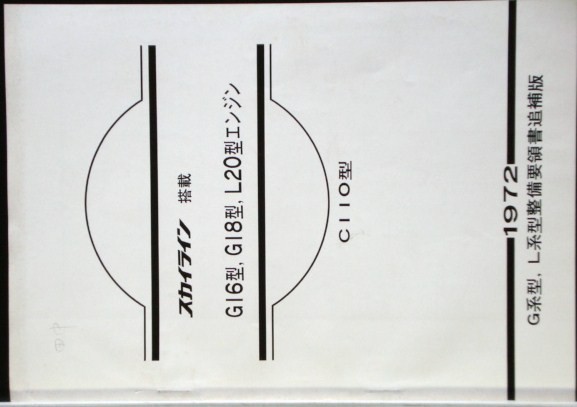 スカイライン 搭載
G16型, G18型, L20型エンジン
C110型
1972
G系型, L系型整備要領書追補版